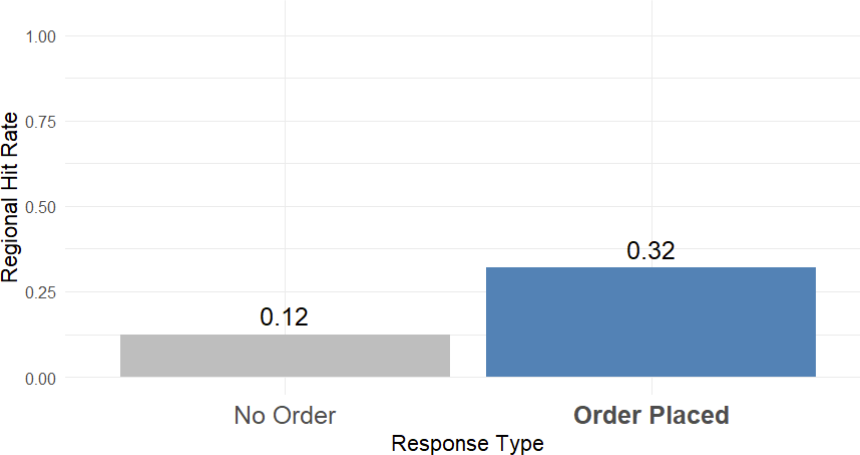 1.00
0.75
0.50
0.25
0.00
Regional Hit Rate
0.12
0.32
No Order
Order Placed
Response Type